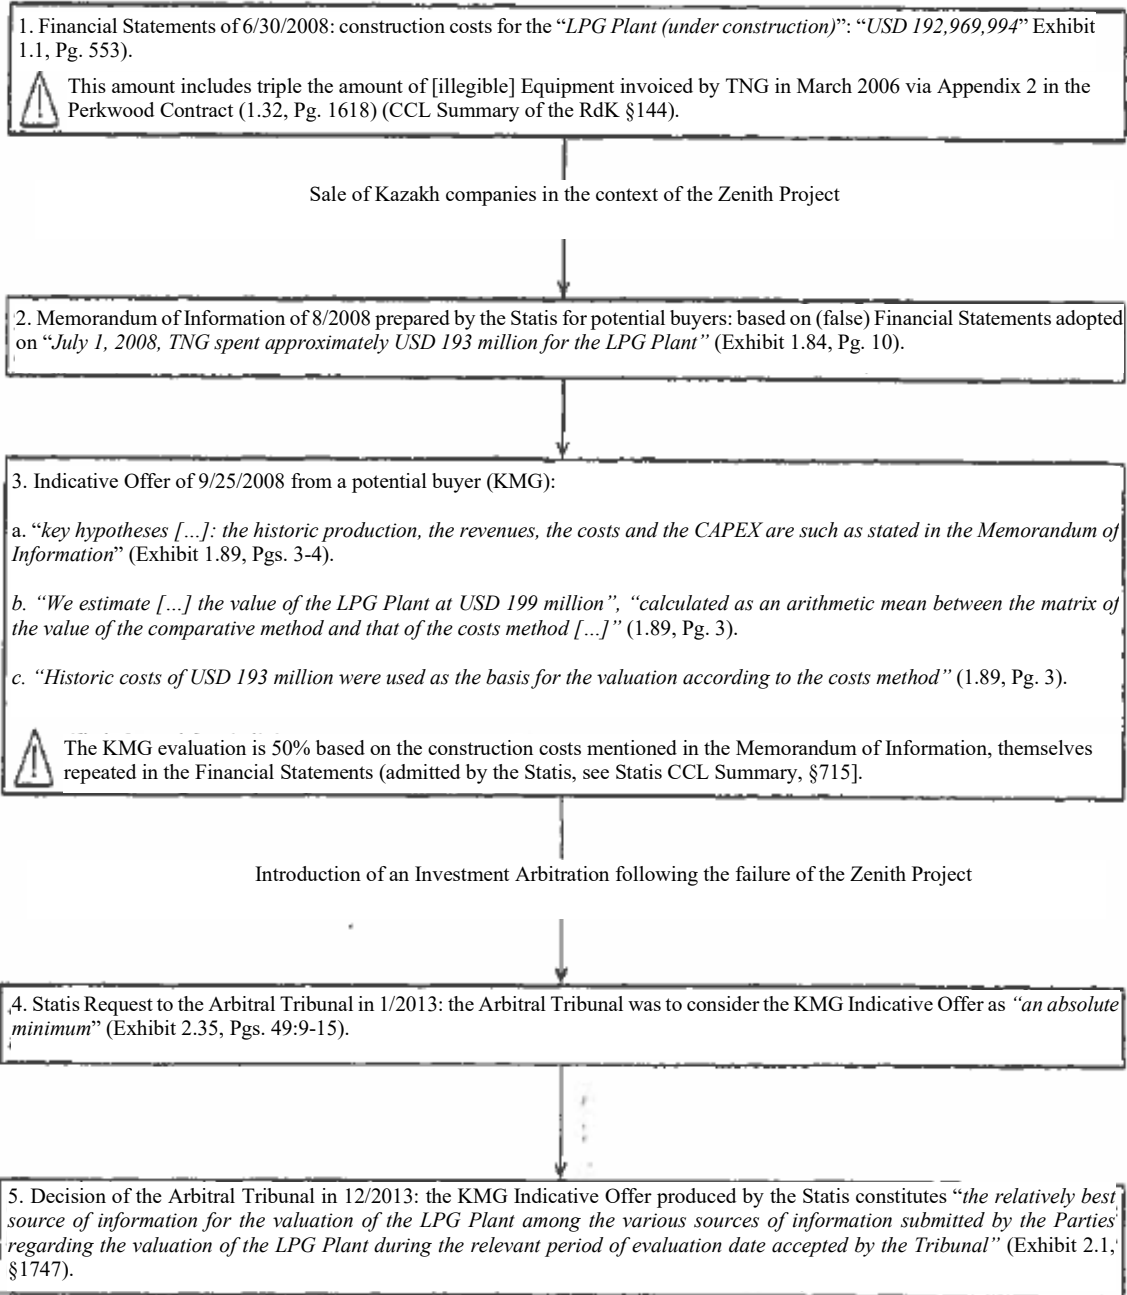 1. Financial Statements of 6/30/2008: construction costs for the “LPG Plant (under construction)”: “USD 192,969,994” Exhibit
1.1, Pg. 553).
This amount includes triple the amount of [illegible] Equipment invoiced by TNG in March 2006 via Appendix 2 in the
Perkwood Contract (1.32, Pg. 1618) (CCL Summary of the RdK §144).
Sale of Kazakh companies in the context of the Zenith Project
2. Memorandum of Information of 8/2008 prepared by the Statis for potential buyers: based on (false) Financial Statements adopted
on “July 1, 2008, TNG spent approximately USD 193 million for the LPG Plant” (Exhibit 1.84, Pg. 10).
3. Indicative Offer of 9/25/2008 from a potential buyer (KMG):
a. “key hypotheses [...]: the historic production, the revenues, the costs and the CAPEX are such as stated in the Memorandum of
Information” (Exhibit 1.89, Pgs. 3-4).
b. “We estimate [...] the value of the LPG Plant at USD 199 million”, “calculated as an arithmetic mean between the matrix of
the value of the comparative method and that of the costs method [...]” (1.89, Pg. 3).
c. “Historic costs of USD 193 million were used as the basis for the valuation according to the costs method” (1.89, Pg. 3).
The KMG evaluation is 50% based on the construction costs mentioned in the Memorandum of Information, themselves
repeated in the Financial Statements (admitted by the Statis, see Statis CCL Summary, §715].
Introduction of an Investment Arbitration following the failure of the Zenith Project
4. Statis Request to the Arbitral Tribunal in 1/2013: the Arbitral Tribunal was to consider the KMG Indicative Offer as “an absolute
minimum” (Exhibit 2.35, Pgs. 49:9-15).
5. Decision of the Arbitral Tribunal in 12/2013: the KMG Indicative Offer produced by the Statis constitutes “the relatively best
source of information for the valuation of the LPG Plant among the various sources of information submitted by the Parties
regarding the valuation of the LPG Plant during the relevant period of evaluation date accepted by the Tribunal” (Exhibit 2.1,
§1747).